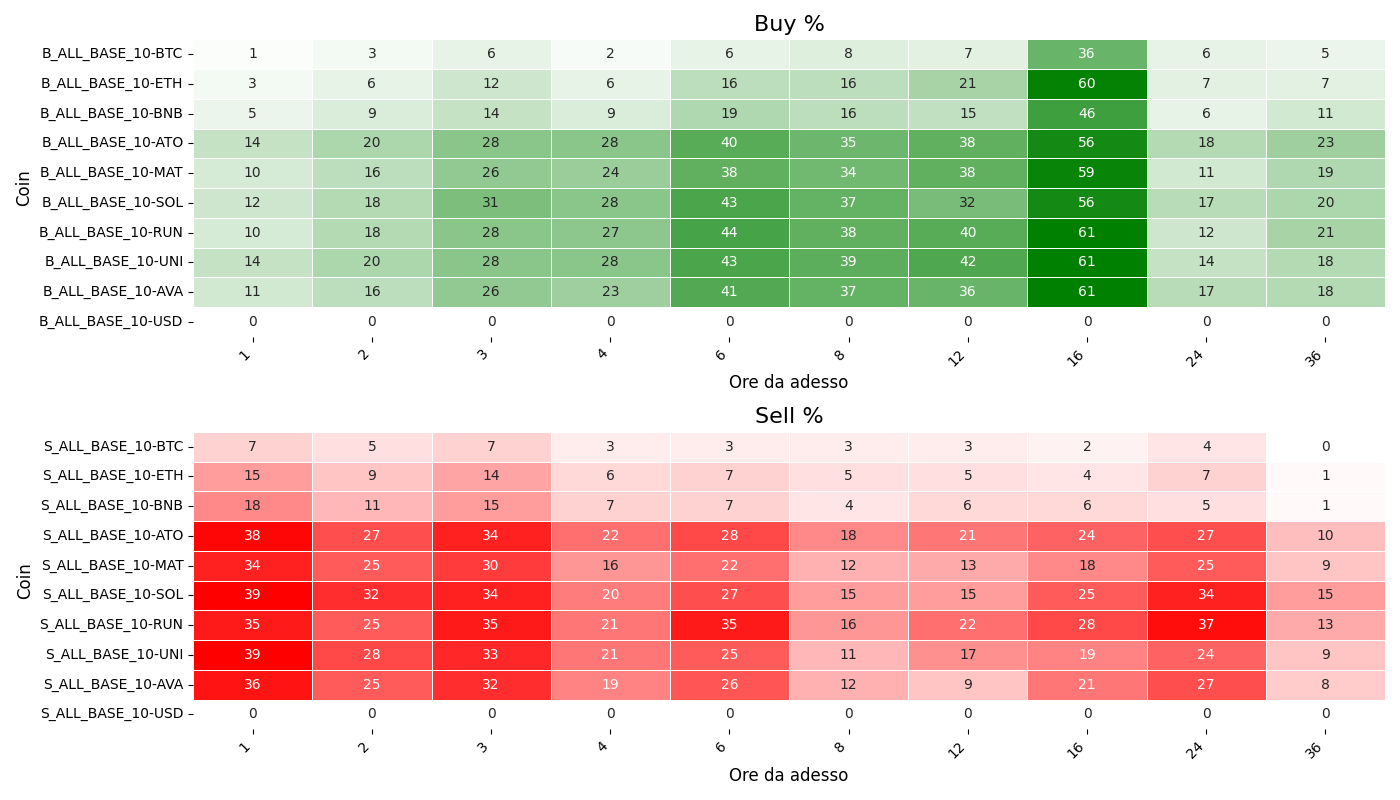 Buy %
Coin
B_ALL_BASE_10-BTC 1 3 6 2 6 8 7 36 6 5
B_ALL_BASE_10-ETH 3 6 12 6 16 16 21 60 7 7
B_ALL_BASE_10-BNB 5 9 14 9 19 16 15 46 6 11
B_ALL_BASE_10-ATO 14 20 28 28 40 35 38 56 18 23
B_ALL_BASE_10-MAT 10 16 26 24 38 34 38 59 11 19
B_ALL_BASE_10-SOL 12 18 31 28 43 37 32 56 17 20
B_ALL_BASE_10-RUN 10 18 28 27 44 38 40 61 12 21
B_ALL_BASE_10-UNI 14 20 28 28 43 39 42 61 14 18
B_ALL_BASE_10-AVA 11 16 26 23 41 37 36 61 17 18
B_ALL_BASE_10-USD 0 0 0 0 0 0 0 0 0 0
1 2 3 4 6 8 12 16 24 36
Ore da adesso
Sell %
Coin
S_ALL_BASE_10-BTC 7 5 7 3 3 3 3 2 4 0
S_ALL_BASE_10-ETH 15 9 14 6 7 5 5 4 7 1
S_ALL_BASE_10-BNB 18 11 15 7 7 4 6 6 5 1
S_ALL_BASE_10-ATO 38 27 34 22 28 18 21 24 27 10
S_ALL_BASE_10-MAT 34 25 30 16 22 12 13 18 25 9
S_ALL_BASE_10-SOL 39 32 34 20 27 15 15 25 34 15
S_ALL_BASE_10-RUN 35 25 35 21 35 16 22 28 37 13
S_ALL_BASE_10-UNI 39 28 33 21 25 11 17 19 24 9
S_ALL_BASE_10-AVA 36 25 32 19 26 12 9 21 27 8
S_ALL_BASE_10-USD 0 0 0 0 0 0 0 0 0 0
1 2 3 4 6 8 12 16 24 36
Ore da adesso